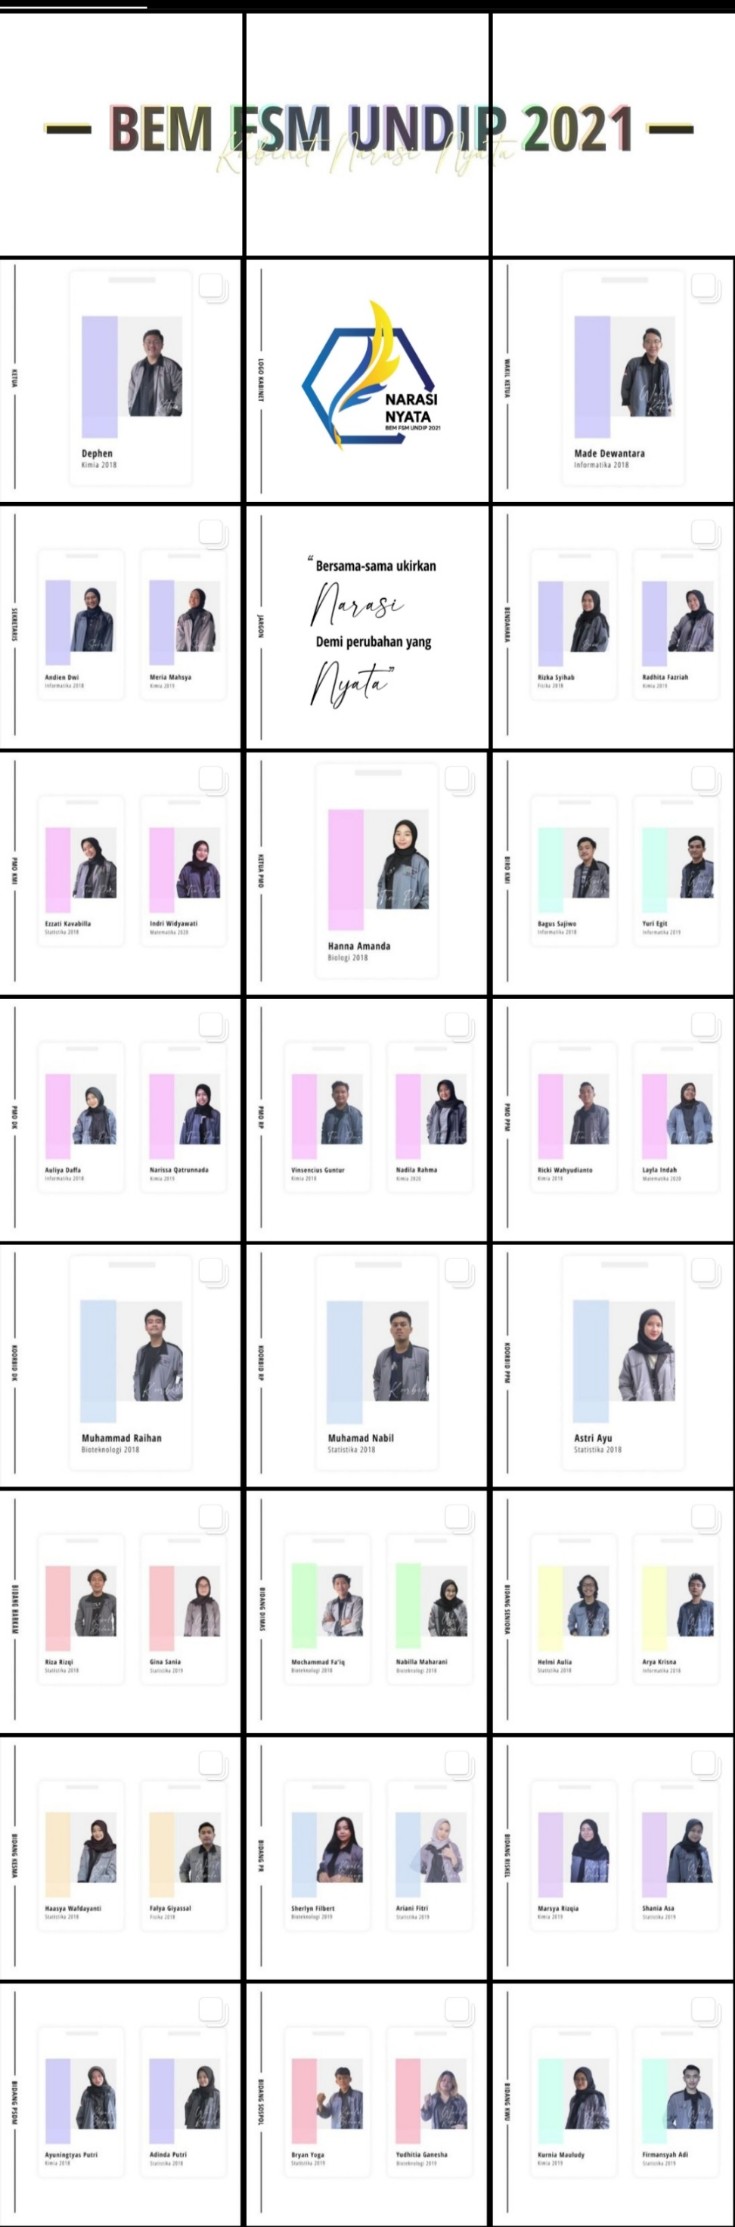 BEM FSM UNDIP 2021
Kabinet Narasi Nyata
KETUA
Dephen
Kimia 2018
LOGO KABINET
NARASI
NYATA
BEM FSM UNDIP 2021
WAKIL KETUA
Made Dewantara
Informatika 2018
SEKRETARIS
Andien Dwi
Informatika 2018
Meria Mahsya
Kimia 2019
JARGON
“Bersama-sama ukirkan
Narasi
Demi perubahan yang
Nyata”
BENDAHARA
Rizka Syihab
Fisika 2018
Radhita Fazriah
Kimia 2019
PMO KMI
Ezzati Kavabilla
Statistika 2018
Indri Widyawati
Matematika 2020
KETUA PMO
Hanna Amanda
Biologi 2018
BIRO KMI
Bagus Sajiwo
Informatika 2018
Yuri Egit
Informatika 2019
PMO DK
Auliya Daffa
Informatika 2018
Narissa Qatrunnada
Kimia 2019
PMO RP
Vinsencius Guntur
Kimia 2018
Nadila Rahma
Kimia 2020
PMO PPM
Ricki Wahyudianto
Kimia 2018
Layla Indah
Matematika 2020
KOORBID DK
Muhammad Raihan
Bioteknologi 2018
KOORBID RP
Muhamad Nabil
Statistika 2018
KOORBID PPM
Astri Ayu
Statistika 2018
Riza Rizqi
Statistika 2018
Gina Sania
Statistika 2019
BIDANG DIMAS
Mochammad Fa'iq
Bioteknologi 2018
Nabilla Maharani
Bioteknologi 2018
BIDANG SENIORA
Helmi Aulia
Statistika 2018
Arya Krisna
Informatika 2018
BIDANG KESMA
Haasya Wafdayanti
Statistika 2018
Falya Giyassal
Fisika 2018
BIDANG PR
Sherlyn Filbert
Bioteknologi 2019
Ariani Fitri
Statistika 2019
BIDANG RISKEL
Marsya Rizqia
Kimia 2019
Shania Asa
Statistika 2019
BIDANG PSDM
Ayuningtyas Putri
Kimia 2018
Adinda Putri
Statistika 2019
BIDANG SOSPOL
Bryan Yoga
Statistika 2019
Yudhitia Ganesha
Bioteknologi 2019
BIDANG KWU
Kurnia Mauludy
Kimia 2019
Firmansyah Adi
Statistika 2019